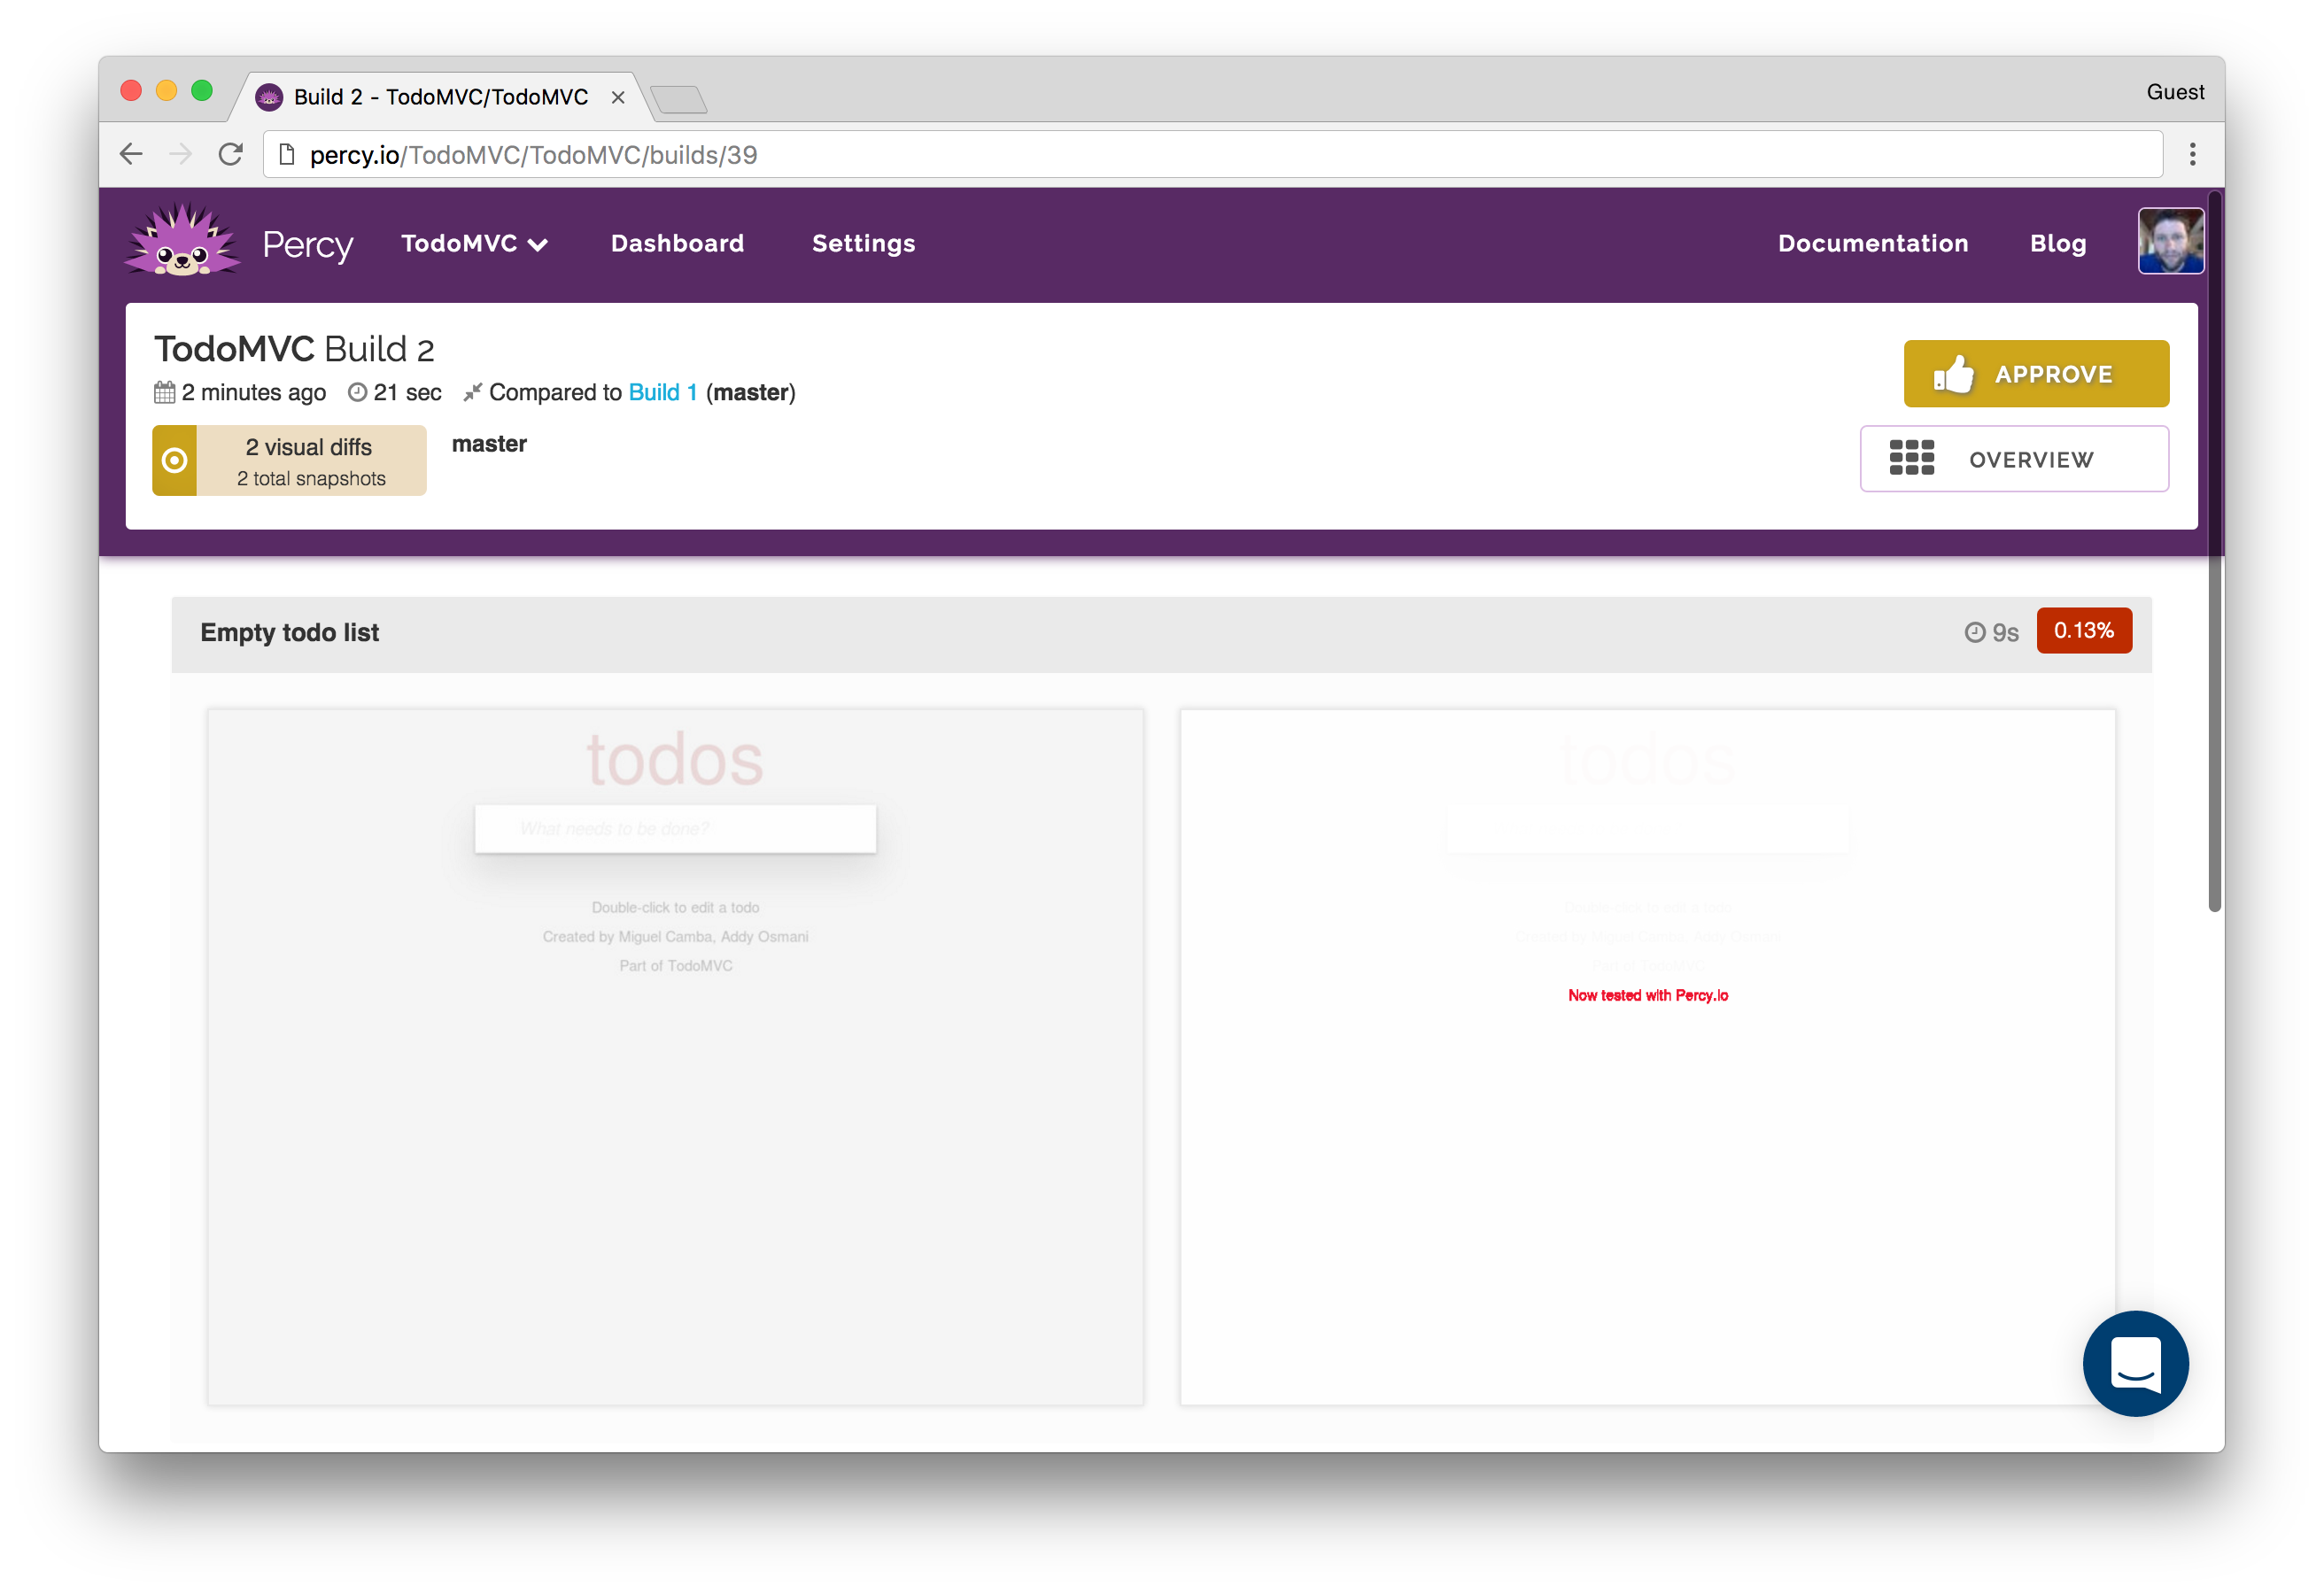 Build 2 - TodoMVC/TodoMVC
Guest
percy.io/TodoMVC/TodoMVC/builds/39
Percy TodoMVC Dashboard Settings Documentation Blog
TodoMVC Build 2
2 minutes ago 21 sec Compared to Build 1 (master)
APPROVE
2 visual diffs
2 total snapshots
master
OVERVIEW
Empty todo list
9s 0.13%
todos
What needs to be done?
Double-click to edit a todo
Created by Miguel Camba, Addy Osmani
Part of TodoMVC
todos
Double-click to edit a todo
Created by Miguel Camba, Addy Osmani
Part of TodoMVC
Now tested with Percy.io